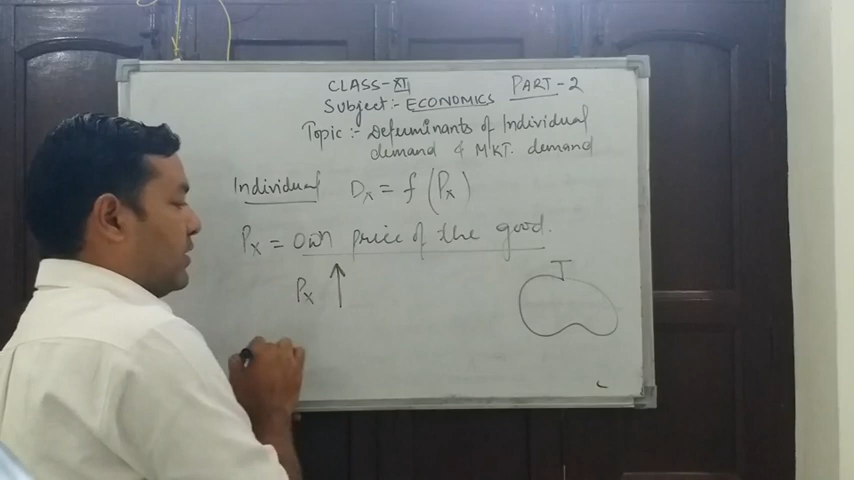 CLASS-XI
PART-2
Subject:- ECONOMICS
Topic:- Determinants of Individual
demand & MKT. demand
Individual Dx = f (Px)
Px = Own price of the good.
Px ↑